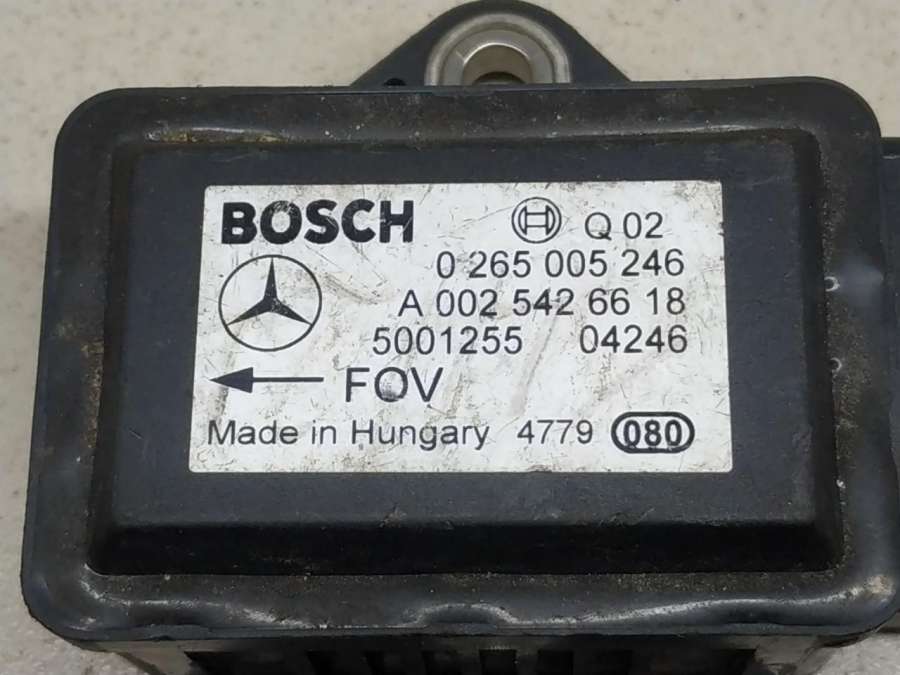 BOSCH Q 02
0 265 005 246
A 002 542 66 18
5001255 04246
FOV
Made in Hungary 4779 080